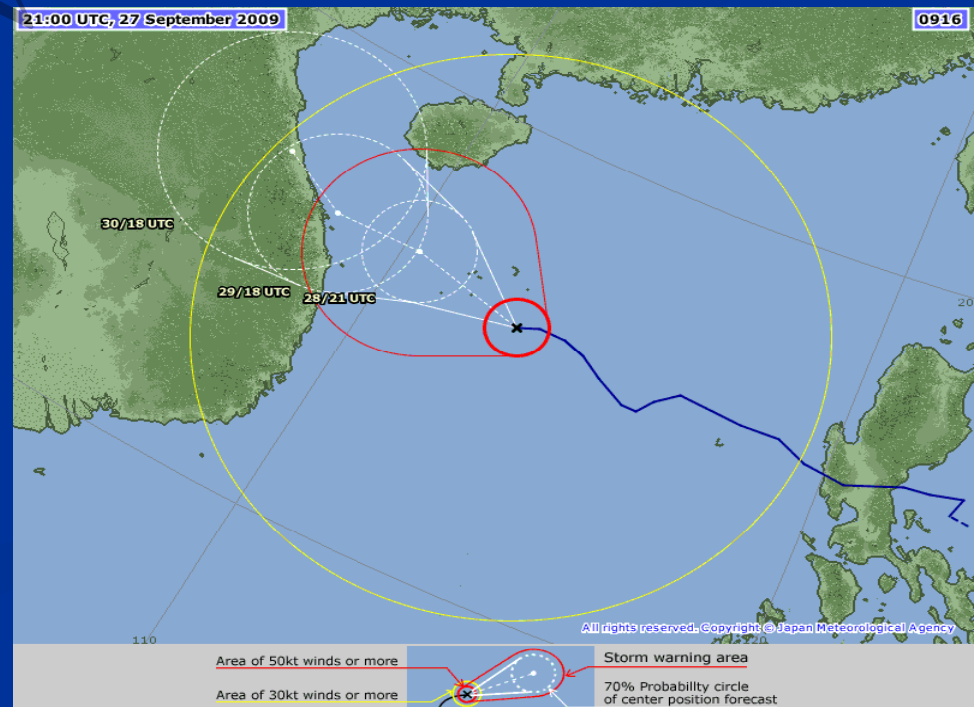 21:00 UTC, 27 September 2009
0916
30/18 UTC
29/18 UTC
28/21 UTC
20
All rights reserved. Copyright © Japan Meteorological Agency
110
120
Area of 50kt winds or more
Storm warning area
Area of 30kt winds or more
70% Probability circle
of center position forecast